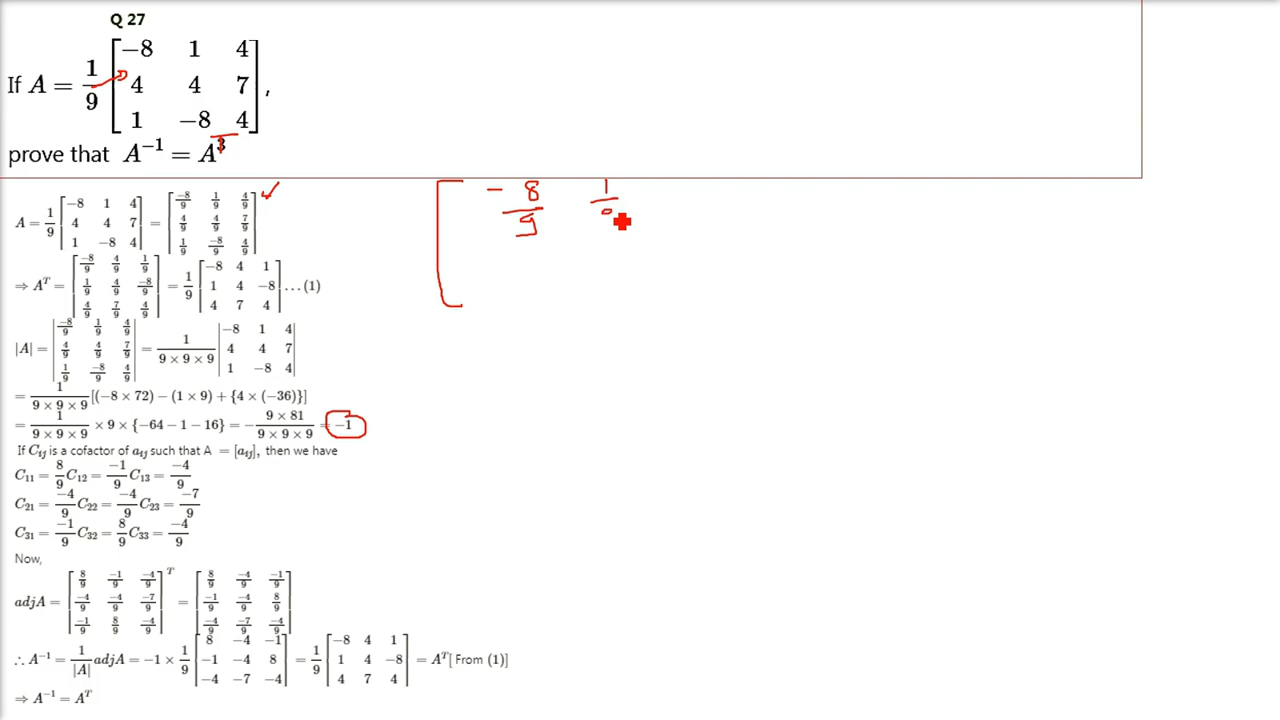 Q 27
If A = 1/9 [−8 1 4; 4 4 7; 1 −8 4],
prove that A⁻¹ = Aᵀ
− 8/9 1/9
A = 1/9 [−8 1 4; 4 4 7; 1 −8 4] = [−8/9 1/9 4/9; 4/9 4/9 7/9; 1/9 −8/9 4/9]
⇒ Aᵀ = [−8/9 4/9 1/9; 1/9 4/9 −8/9; 4/9 7/9 4/9] = 1/9 [−8 4 1; 1 4 −8; 4 7 4] …(1)
|A| = |−8/9 1/9 4/9; 4/9 4/9 7/9; 1/9 −8/9 4/9| = 1/(9 × 9 × 9) |−8 1 4; 4 4 7; 1 −8 4|
= 1/(9 × 9 × 9) [(−8 × 72) − (1 × 9) + {4 × (−36)}]
= 1/(9 × 9 × 9) × 9 × {−64 − 1 − 16} = − (9 × 81)/(9 × 9 × 9) = −1
If Cᵢⱼ is a cofactor of aᵢⱼ such that A = [aᵢⱼ], then we have
C₁₁ = 8/9 C₁₂ = −1/9 C₁₃ = −4/9
C₂₁ = −4/9 C₂₂ = −4/9 C₂₃ = −7/9
C₃₁ = −1/9 C₃₂ = 8/9 C₃₃ = −4/9
Now,
adjA = [8/9 −1/9 −4/9; −4/9 −4/9 −7/9; −1/9 8/9 −4/9]ᵀ = [8/9 −4/9 −1/9; −1/9 −4/9 8/9; −4/9 −7/9 −4/9]
∴ A⁻¹ = 1/|A| adjA = −1 × 1/9 [8 −4 −1; −1 −4 8; −4 −7 −4] = 1/9 [−8 4 1; 1 4 −8; 4 7 4] = Aᵀ [ From (1)]
⇒ A⁻¹ = Aᵀ